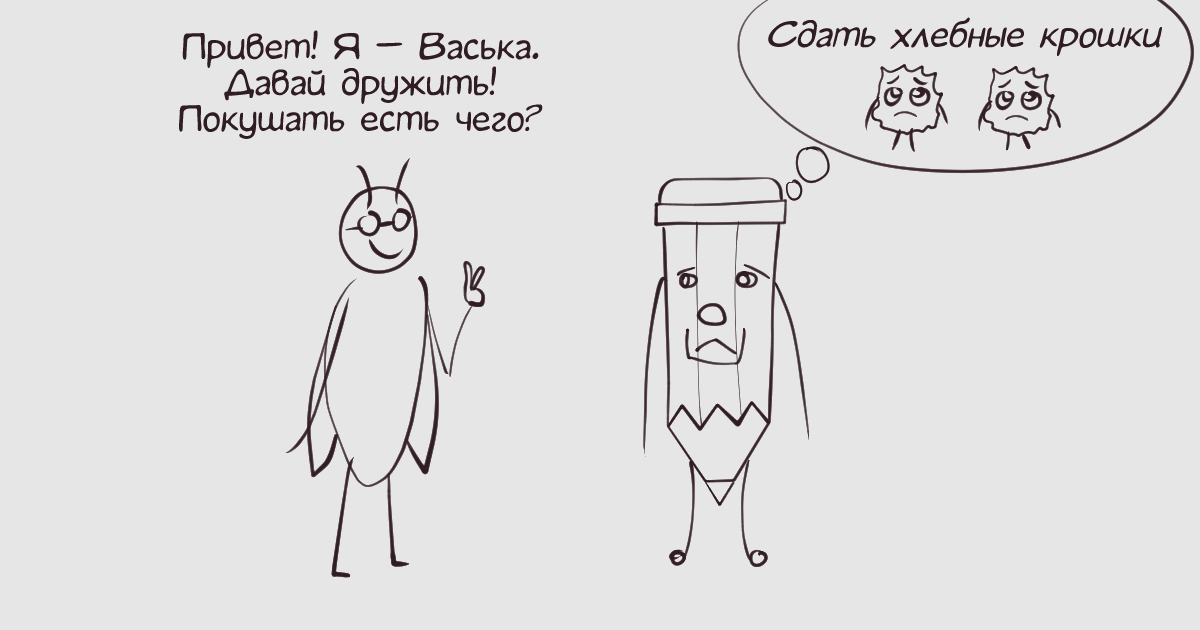 Привет! Я – Васька.
Давай дружить!
Покушать есть чего?
Сдать хлебные крошки